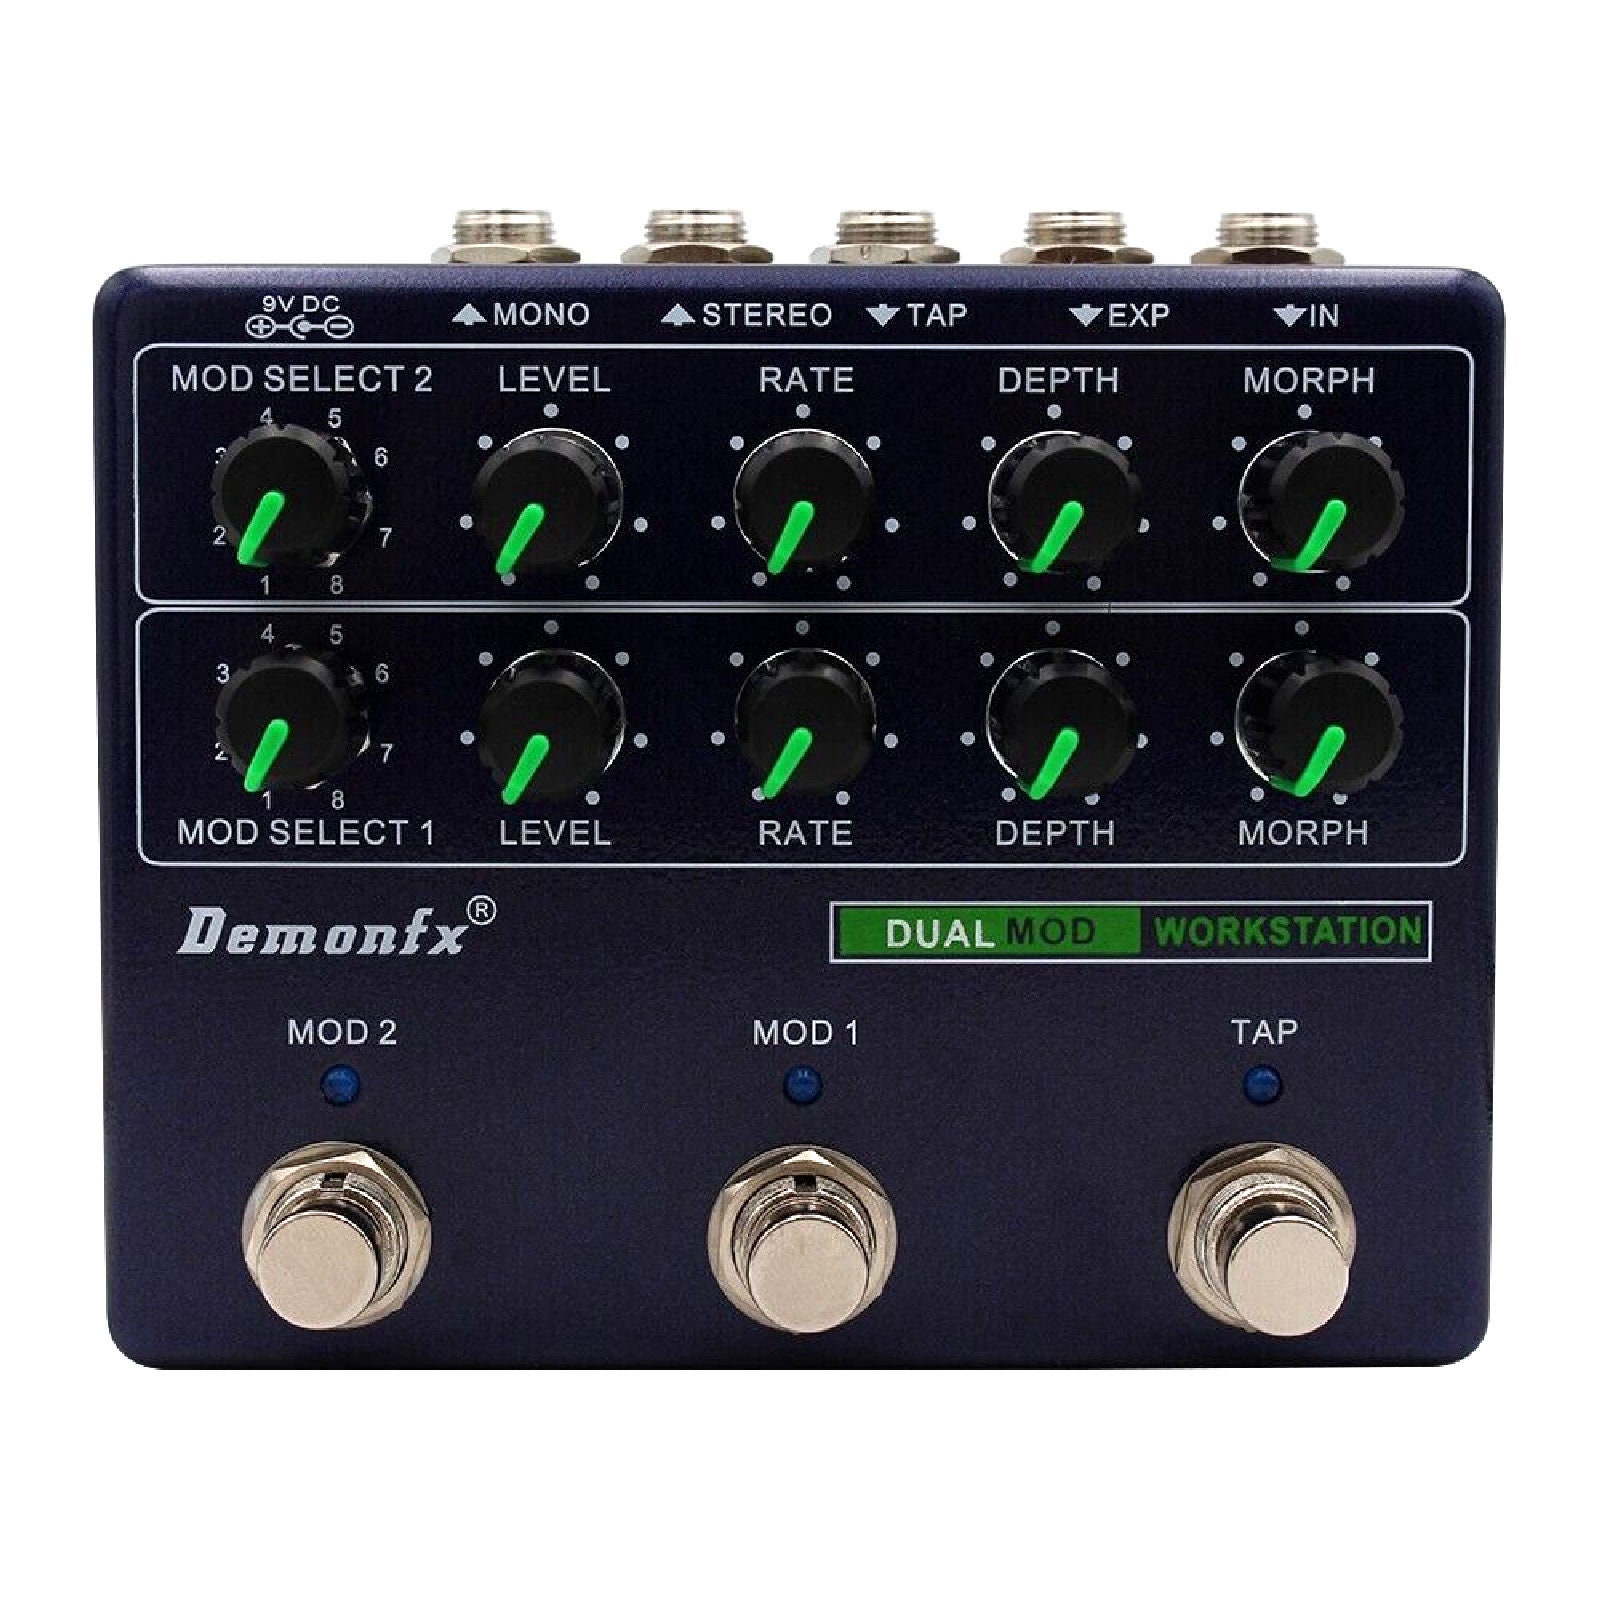 9V DC
MONO STEREO TAP EXP IN
MOD SELECT 2 LEVEL RATE DEPTH MORPH
4 5
3 6
2 7
1 8
4 5
3 6
2 7
1 8
MOD SELECT 1 LEVEL RATE DEPTH MORPH
Demonfx®
DUAL MOD WORKSTATION
MOD 2 MOD 1 TAP